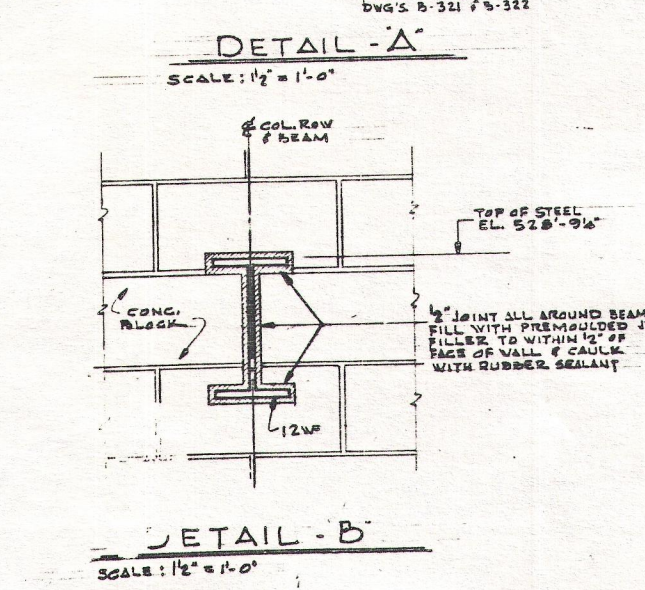 DWG'S B-321 & B-322
DETAIL - "A"
SCALE: 1½" = 1'-0"
℄ COL. ROW
& BEAM
TOP OF STEEL
EL. 528'-9¼"
CONC.
BLOCK
½" JOINT ALL AROUND BEAM
FILL WITH PREMOULDED J
FILLER TO WITHIN ½" OF
FACE OF WALL & CAULK
WITH RUBBER SEALANT
12WF
ETAIL - B"
SCALE: 1½" = 1'-0"